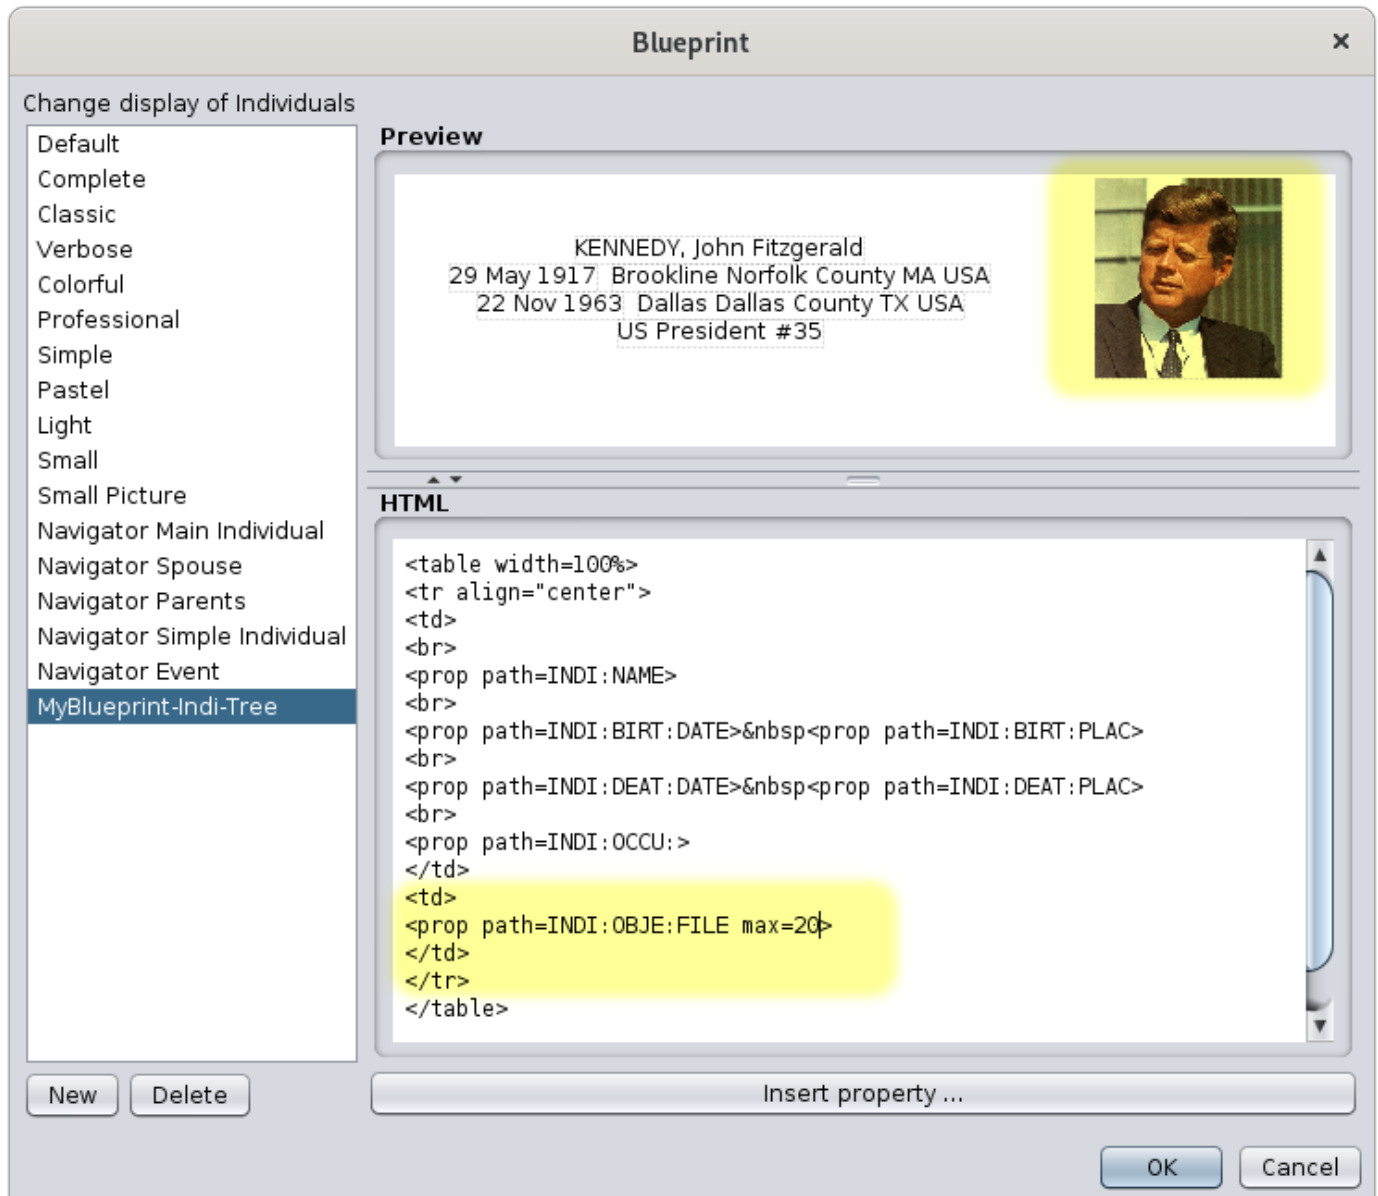 Blueprint
Change display of Individuals
Default
Complete
Classic
Verbose
Colorful
Professional
Simple
Pastel
Light
Small
Small Picture
Navigator Main Individual
Navigator Spouse
Navigator Parents
Navigator Simple Individual
Navigator Event
MyBlueprint-Indi-Tree
New
Delete
Preview
KENNEDY, John Fitzgerald
29 May 1917 Brookline Norfolk County MA USA
22 Nov 1963 Dallas Dallas County TX USA
US President #35
HTML
<table width=100%>
<tr align="center">
<td>
<br>
<prop path=INDI:NAME>
<br>
<prop path=INDI:BIRT:DATE>&nbsp<prop path=INDI:BIRT:PLAC>
<br>
<prop path=INDI:DEAT:DATE>&nbsp<prop path=INDI:DEAT:PLAC>
<br>
<prop path=INDI:OCCU:>
</td>
<td>
<prop path=INDI:OBJE:FILE max=20>
</td>
</tr>
</table>
Insert property ...
OK
Cancel